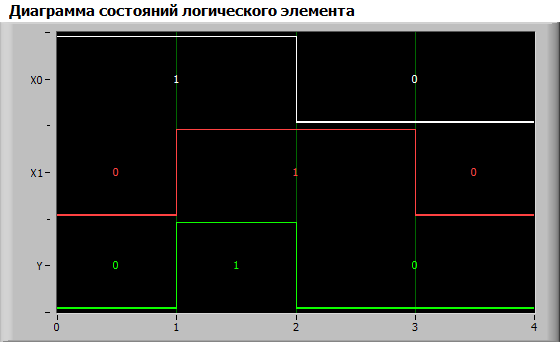 Диаграмма состояний логического элемента
X0
1 0
X1
0 1 0
Y
0 1 0
0 1 2 3 4